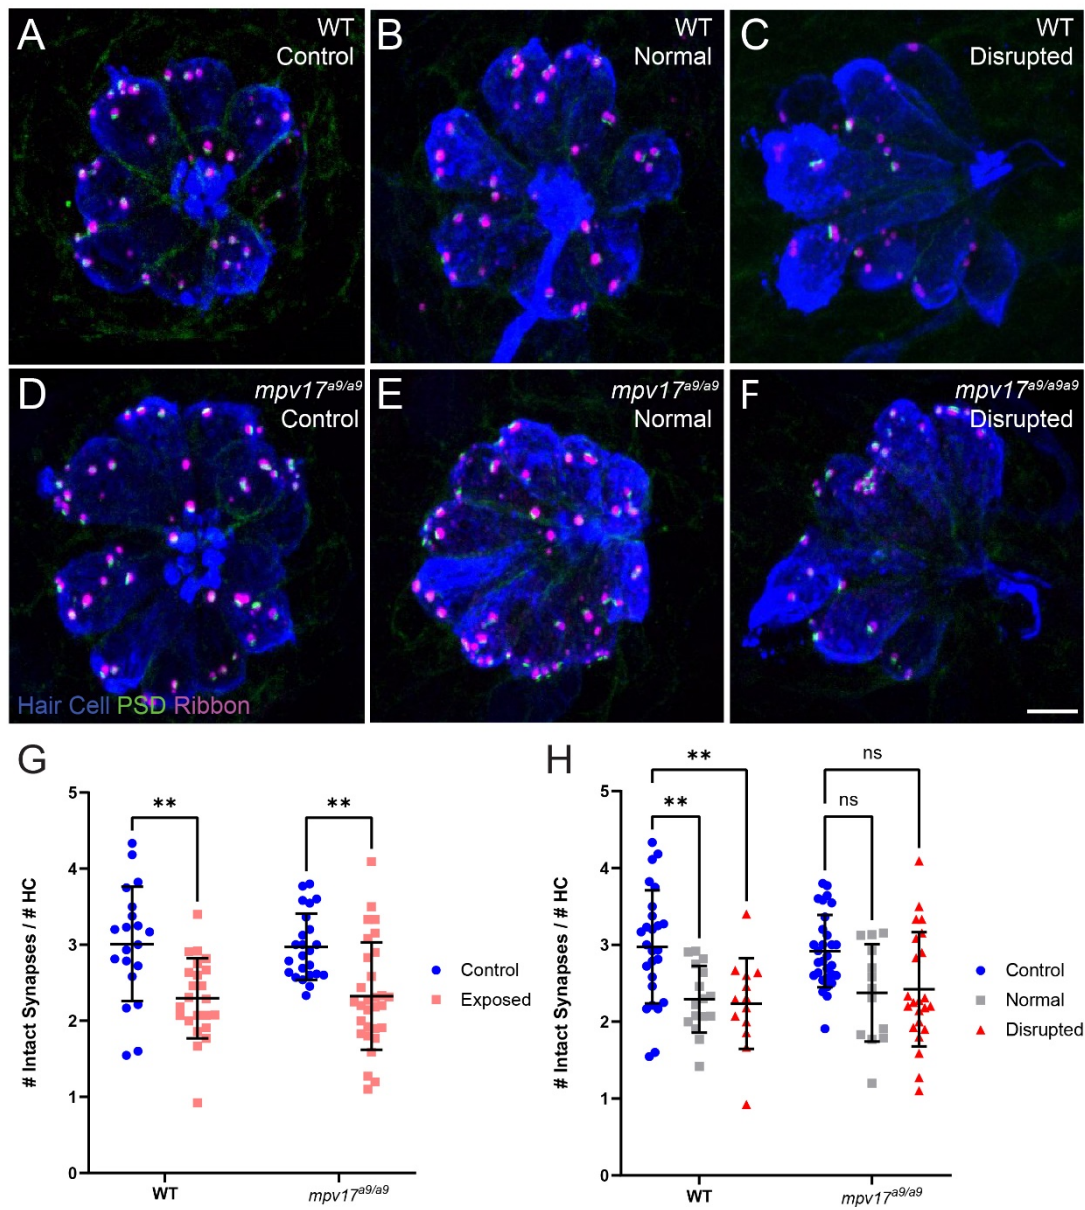 A
WT
Control
B
WT
Normal
C
WT
Disrupted
D
mpv17a9/a9
Control
Hair Cell PSD Ribbon
E
mpv17a9/a9
Normal
F
mpv17a9/a9a9
Disrupted
G
# Intact Synapses / # HC
5
4
3
2
1
0
**
**
WT
mpv17a9/a9
Control
Exposed
H
# Intact Synapses / # HC
5
4
3
2
1
0
**
**
ns
ns
WT
mpv17a9/a9
Control
Normal
Disrupted